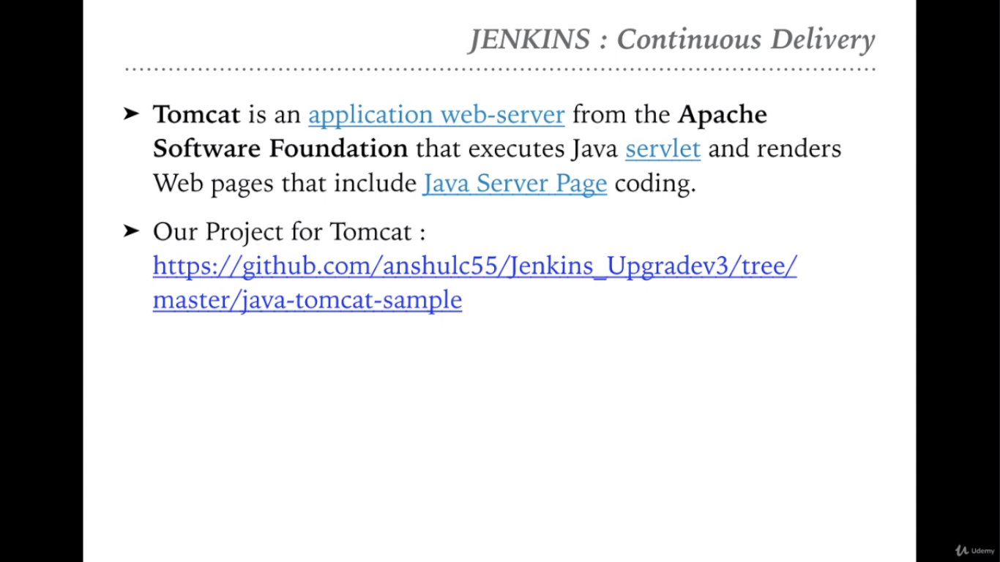 JENKINS : Continuous Delivery
➤ Tomcat is an application web-server from the Apache
Software Foundation that executes Java servlet and renders
Web pages that include Java Server Page coding.
➤ Our Project for Tomcat :
https://github.com/anshulc55/Jenkins_Upgradev3/tree/
master/java-tomcat-sample
Udemy